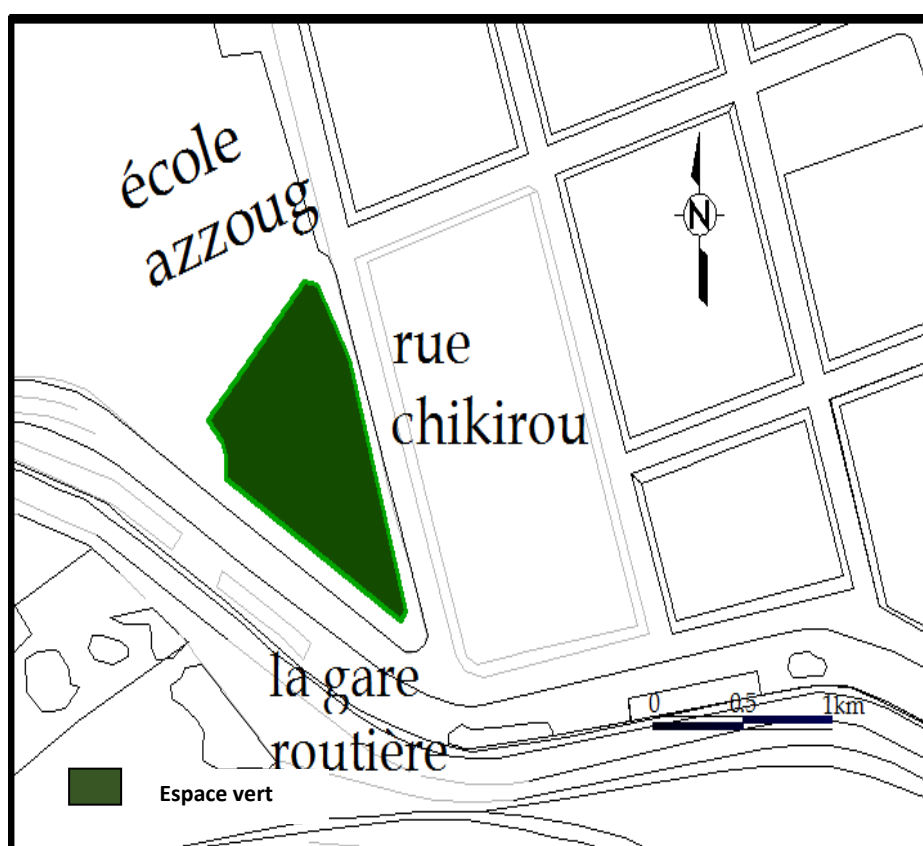 école
azzoug
N
rue
chikirou
la gare
routière
0 0.5 1km
Espace vert